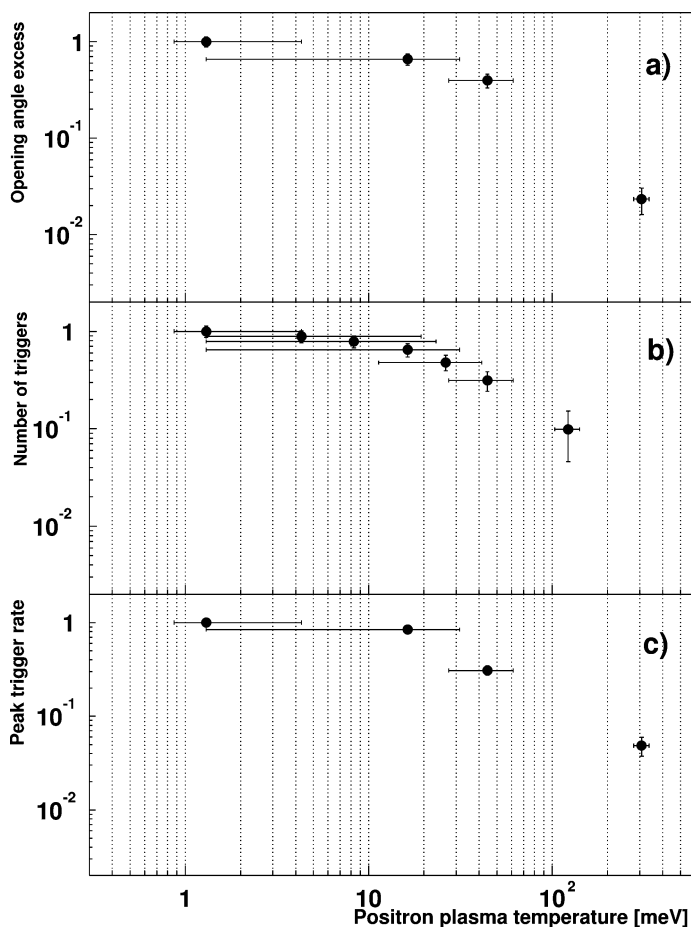 Opening angle excess
1
10^-1
10^-2
a)
Number of triggers
1
10^-1
10^-2
b)
Peak trigger rate
1
10^-1
10^-2
c)
1
10
10^2
Positron plasma temperature [meV]